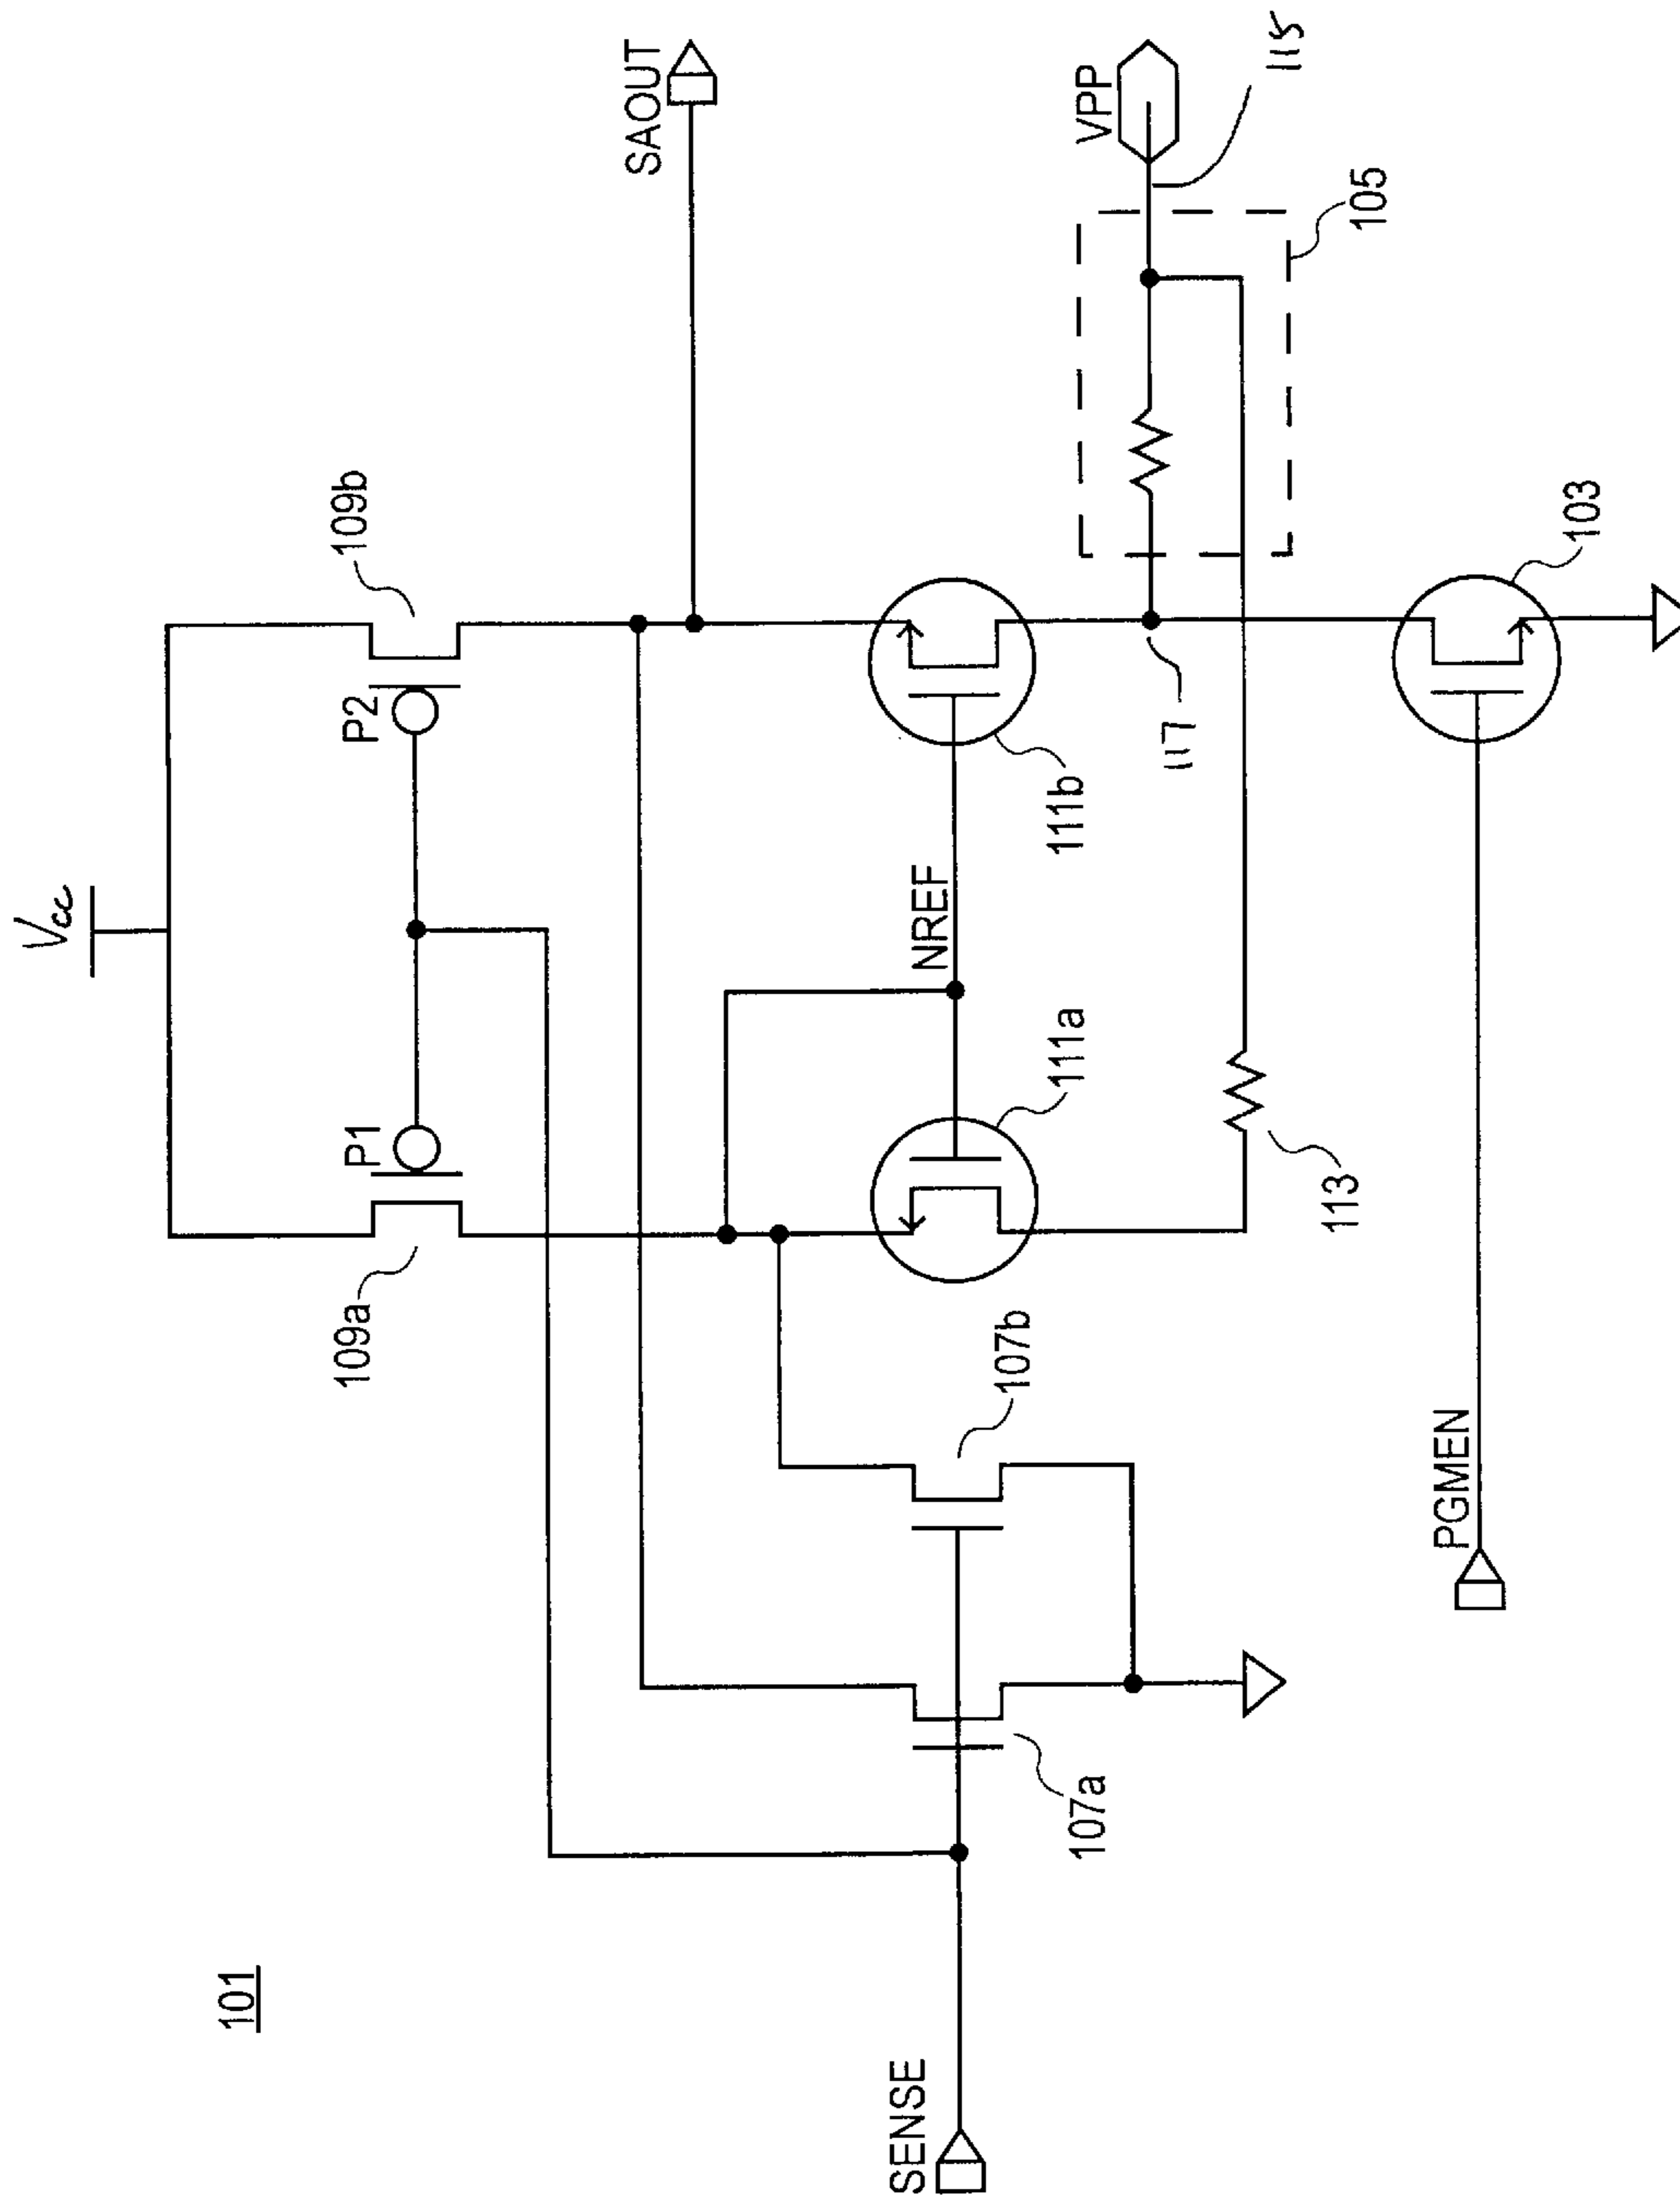 101
Vcc
109a
P1
P2
109b
SAOUT
SENSE
107a
107b
111a
NREF
111b
117
VPP
115
105
113
PGMEN
103